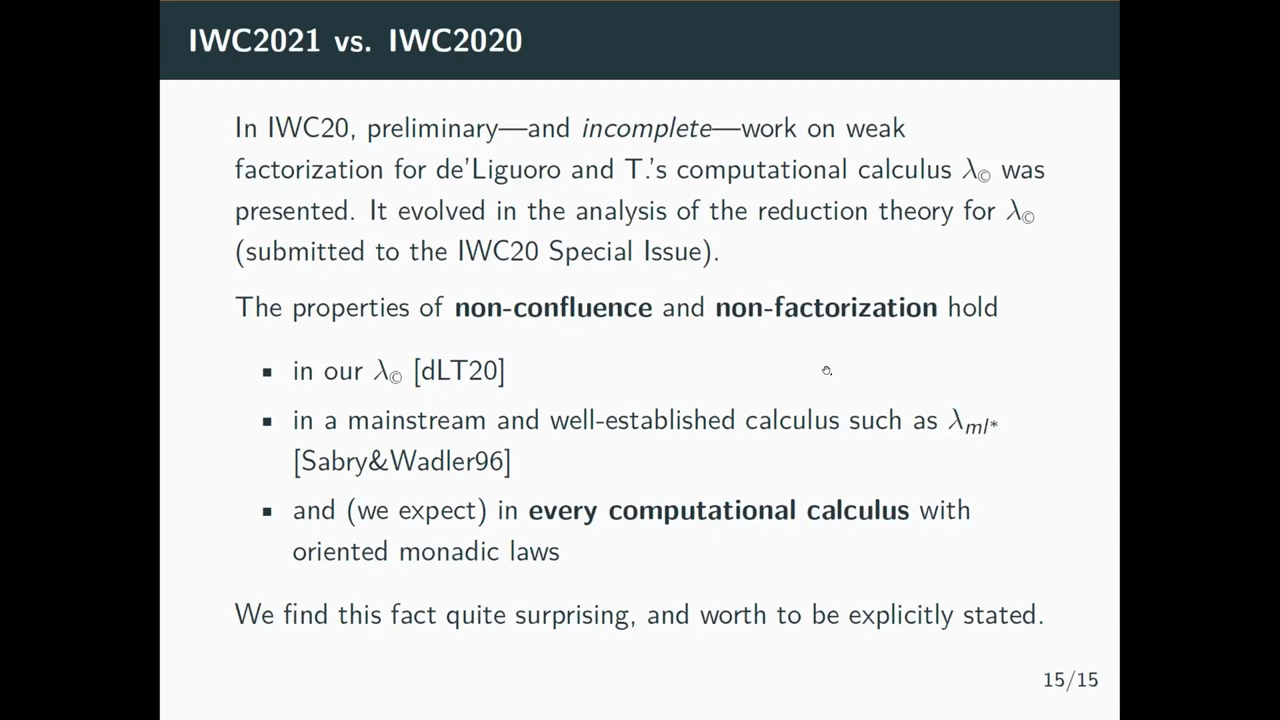 IWC2021 vs. IWC2020
In IWC20, preliminary—and incomplete—work on weak
factorization for de'Liguoro and T.'s computational calculus λ© was
presented. It evolved in the analysis of the reduction theory for λ©
(submitted to the IWC20 Special Issue).
The properties of non-confluence and non-factorization hold
▪ in our λ© [dLT20]
▪ in a mainstream and well-established calculus such as λml*
[Sabry&Wadler96]
▪ and (we expect) in every computational calculus with
oriented monadic laws
We find this fact quite surprising, and worth to be explicitly stated.
15/15